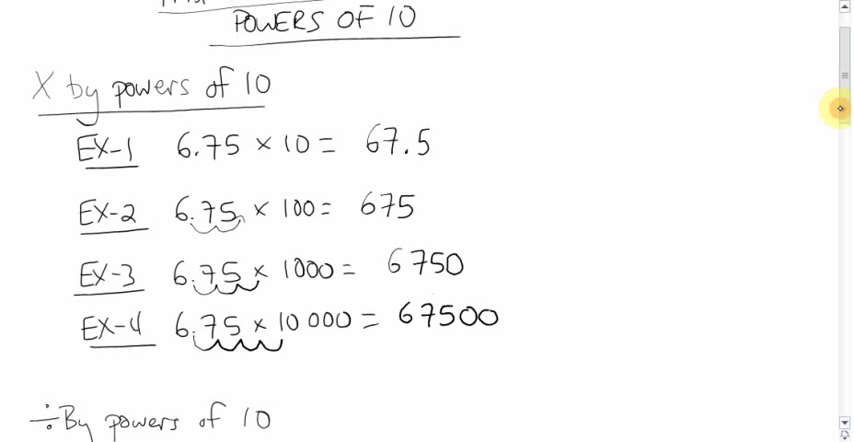 POWERS OF 10
X by powers of 10
EX-1 6.75 × 10 = 67.5
EX-2 6.75 × 100 = 675
EX-3 6.75 × 1000 = 6750
EX-4 6.75 × 10 000 = 67500
÷ By powers of 10